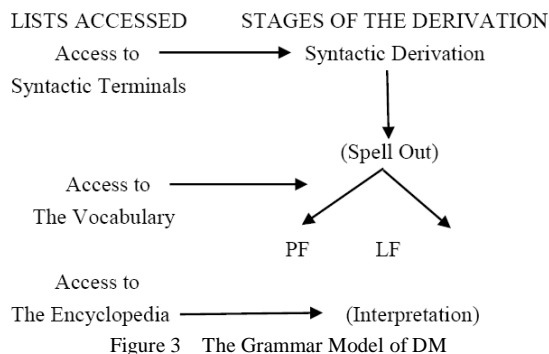 LISTS ACCESSED STAGES OF THE DERIVATION
Access to Syntactic Derivation
Syntactic Terminals
(Spell Out)
Access to
The Vocabulary
PF LF
Access to
The Encyclopedia (Interpretation)
Figure 3 The Grammar Model of DM